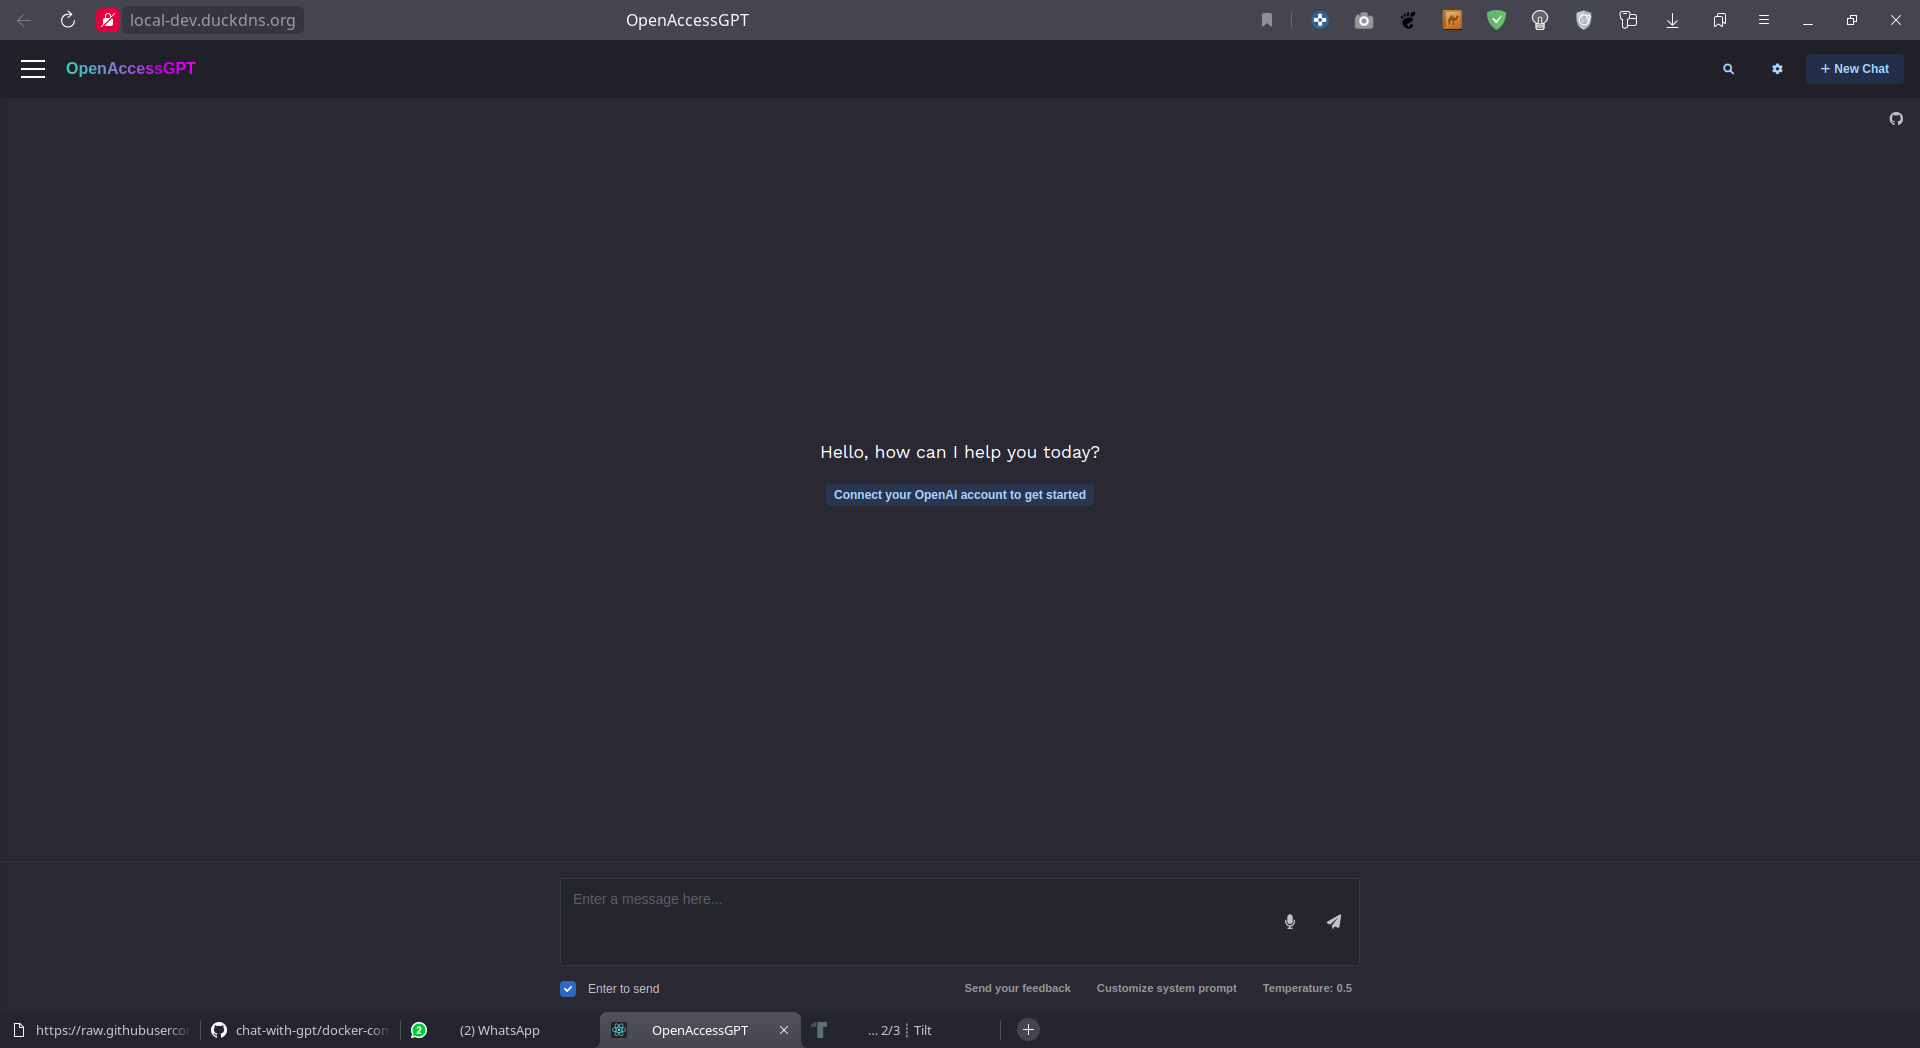 local-dev.duckdns.org
OpenAccessGPT
OpenAccessGPT
+ New Chat
Hello, how can I help you today?
Connect your OpenAI account to get started
Enter a message here...
Enter to send
Send your feedback
Customize system prompt
Temperature: 0.5
https://raw.githubuserco
chat-with-gpt/docker-com
2
(2) WhatsApp
OpenAccessGPT
... 2/3 ┊ Tilt